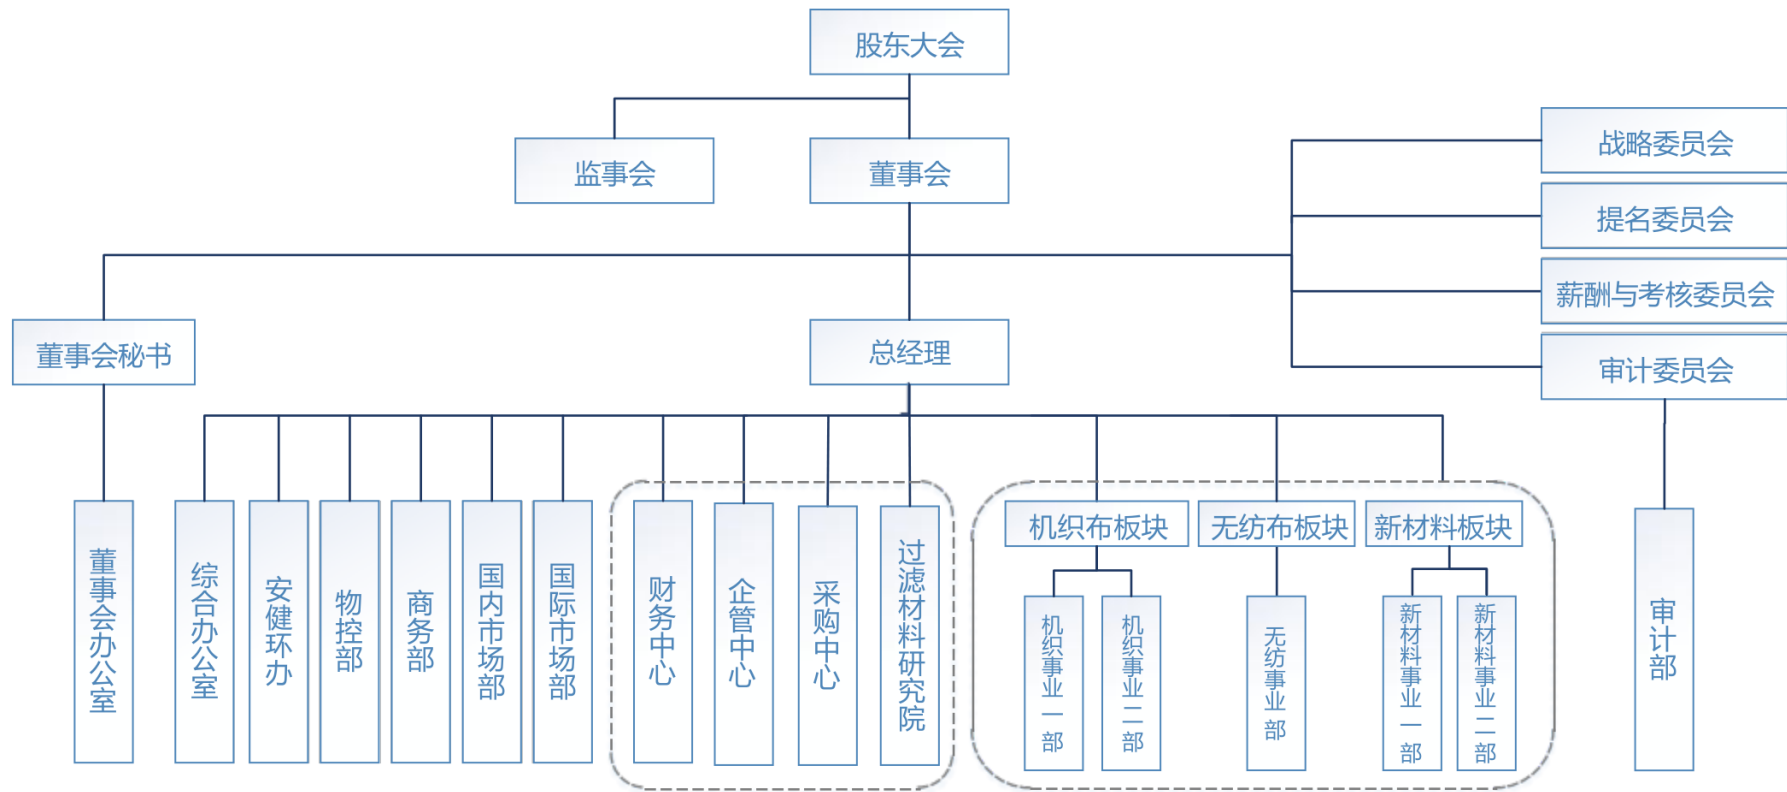 股东大会
监事会
董事会
战略委员会
提名委员会
薪酬与考核委员会
审计委员会
董事会秘书
总经理
董事会办公室
综合办公室
安健环办
物控部
商务部
国内市场部
国际市场部
财务中心
企管中心
采购中心
过滤材料研究院
机织布板块
无纺布板块
新材料板块
机织事业一部
机织事业二部
无纺事业部
新材料事业一部
新材料事业二部
审计部